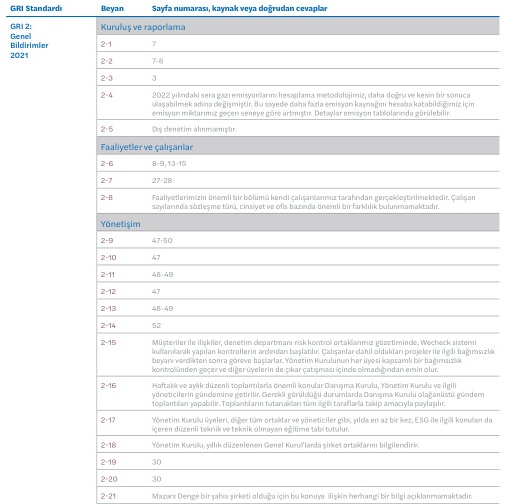 GRI Standardı Beyan Sayfa numarası, kaynak veya doğrudan cevaplar
GRI 2:
Genel
Bildirimler
2021
Kuruluş ve raporlama
2-1 7
2-2 7-8
2-3 3
2-4 2022 yılındaki sera gazı emisyonlarını hesaplama metodolojimiz, daha doğru ve kesin bir sonuca
ulaşabilmek adına değişmiştir. Bu sayede daha fazla emisyon kaynağını hesaba katabildiğimiz için
emisyon miktarımız geçen seneye göre artmıştır. Detaylar emisyon tablolarında görülebilir.
2-5 Dış denetim alınmamıştır.
Faaliyetler ve çalışanlar
2-6 8-9, 13-15
2-7 27-28
2-8 Faaliyetlerimizin önemli bir bölümü kendi çalışanlarımız tarafından gerçekleştirilmektedir. Çalışan
sayılarında sözleşme türü, cinsiyet ve ofis bazında önemli bir farklılık bulunmamaktadır.
Yönetişim
2-9 47-50
2-10 47
2-11 48-49
2-12 47
2-13 48-49
2-14 52
2-15 Müşteriler ile ilişkiler, denetim departmanı risk kontrol ortaklarımız gözetiminde, Wecheck sistemi
kullanılarak yapılan kontrollerin ardından başlatılır. Çalışanlar dahil oldukları projeler ile ilgili bağımsızlık
beyanı verdikten sonra göreve başlarlar. Yönetim Kurulunun her üyesi kapsamlı bir bağımsızlık
kontrolünden geçer ve diğer üyelerin de çıkar çatışması içinde olmadığından emin olur.
2-16 Haftalık ve aylık düzenli toplantılarla önemli konular Danışma Kurulu, Yönetim Kurulu ve ilgili
yöneticilerin gündemine getirilir. Gerekli görüldüğü durumlarda Danışma Kurulu olağanüstü gündem
toplantıları yapabilir. Toplantıların tutanakları tüm ilgili taraflarla takip amacıyla paylaşılır.
2-17 Yönetim Kurulu üyeleri, diğer tüm ortaklar ve yöneticiler gibi, yılda en az bir kez, ESG ile ilgili konuları da
içeren düzenli teknik ve teknik olmayan eğitime tabi tutulur.
2-18 Yönetim Kurulu, yıllık düzenlenen Genel Kurul'larda şirket ortaklarını bilgilendirir.
2-19 30
2-20 30
2-21 Mazars Denge bir şahıs şirketi olduğu için bu konuya ilişkin herhangi bir bilgi açıklanmamaktadır.